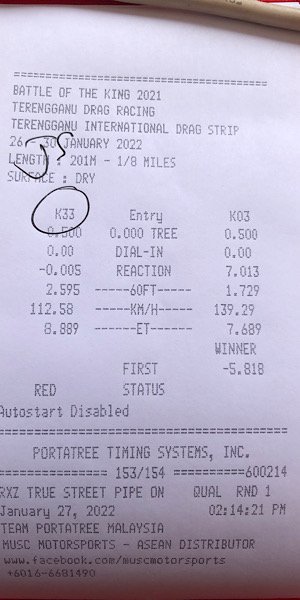 BATTLE OF THE KING 2021
TERENGGANU DRAG RACING
TERENGGANU INTERNATIONAL DRAG STRIP
26 - 30 JANUARY 2022
LENGTH : 201M - 1/8 MILES
SURFACE : DRY
K33 Entry K03
0.500 0.000 TREE 0.500
0.00 DIAL-IN 0.00
-0.005 REACTION 7.013
2.595 -----60FT----- 1.729
112.58 -----KM/H----- 139.29
8.889 ------ET------ 7.689
WINNER
FIRST -5.818
RED STATUS
Autostart Disabled
PORTATREE TIMING SYSTEMS, INC.
============== 153/154 ==========600214
RXZ TRUE STREET PIPE ON QUAL RND 1
January 27, 2022 02:14:21 PM
TEAM PORTATREE MALAYSIA
MUSC MOTORSPORTS - ASEAN DISTRIBUTOR
www.facebook.com/muscmotorsports
+6016-6681490